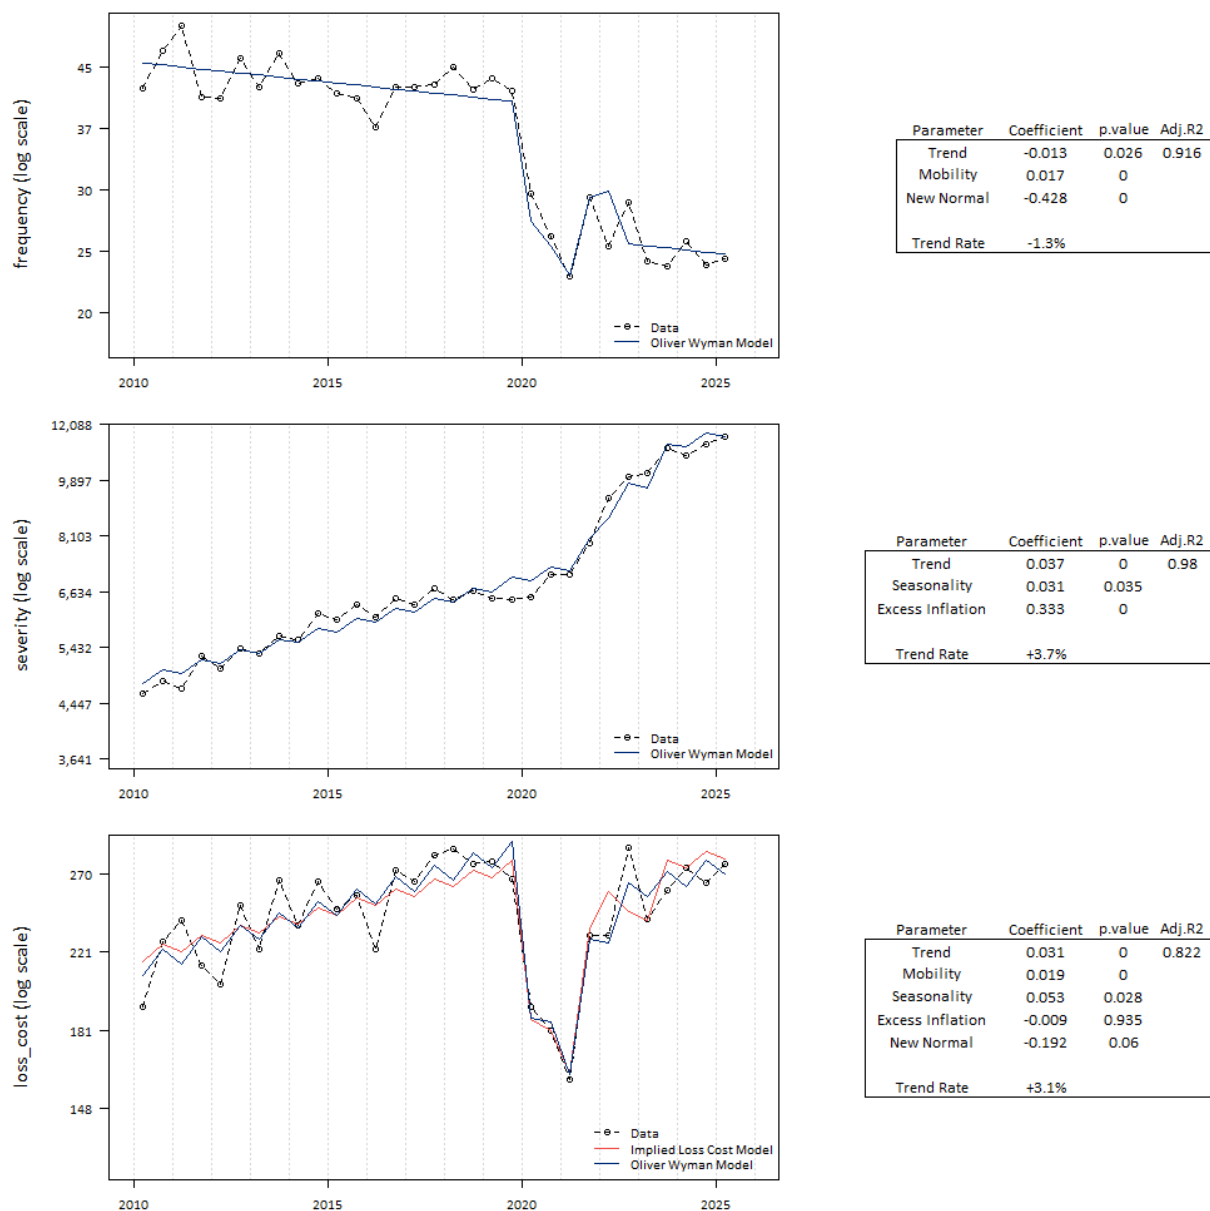 frequency (log scale)
45
37
30
25
20
Data
Oliver Wyman Model
2010 2015 2020 2025
Parameter Coefficient p.value Adj.R2
Trend -0.013 0.026 0.916
Mobility 0.017 0
New Normal -0.428 0
Trend Rate -1.3%
severity (log scale)
12,088
9,897
8,103
6,634
5,432
4,447
3,641
Data
Oliver Wyman Model
2010 2015 2020 2025
Parameter Coefficient p.value Adj.R2
Trend 0.037 0 0.98
Seasonality 0.031 0.035
Excess Inflation 0.333 0
Trend Rate +3.7%
loss_cost (log scale)
270
221
181
148
Data
Implied Loss Cost Model
Oliver Wyman Model
2010 2015 2020 2025
Parameter Coefficient p.value Adj.R2
Trend 0.031 0 0.822
Mobility 0.019 0
Seasonality 0.053 0.028
Excess Inflation -0.009 0.935
New Normal -0.192 0.06
Trend Rate +3.1%